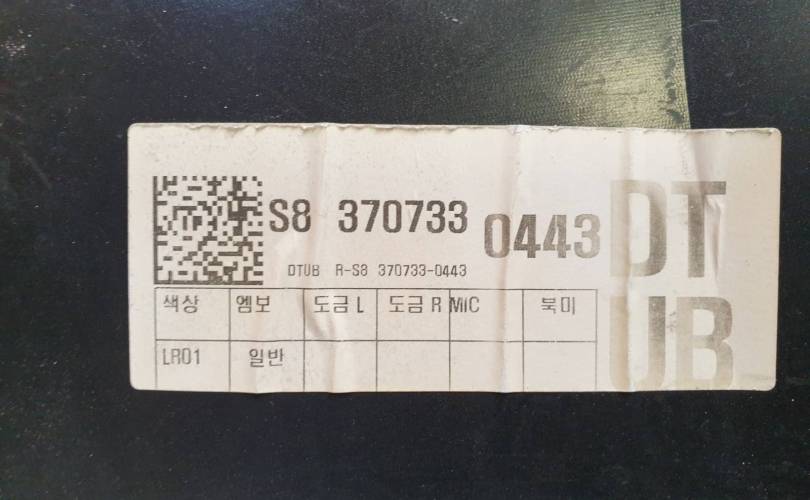 S8 370733 0443
DTUB R-S8 370733-0443
DT
UB
색상 엠보 도금 L 도금 R MIC 북미
LR01 일반